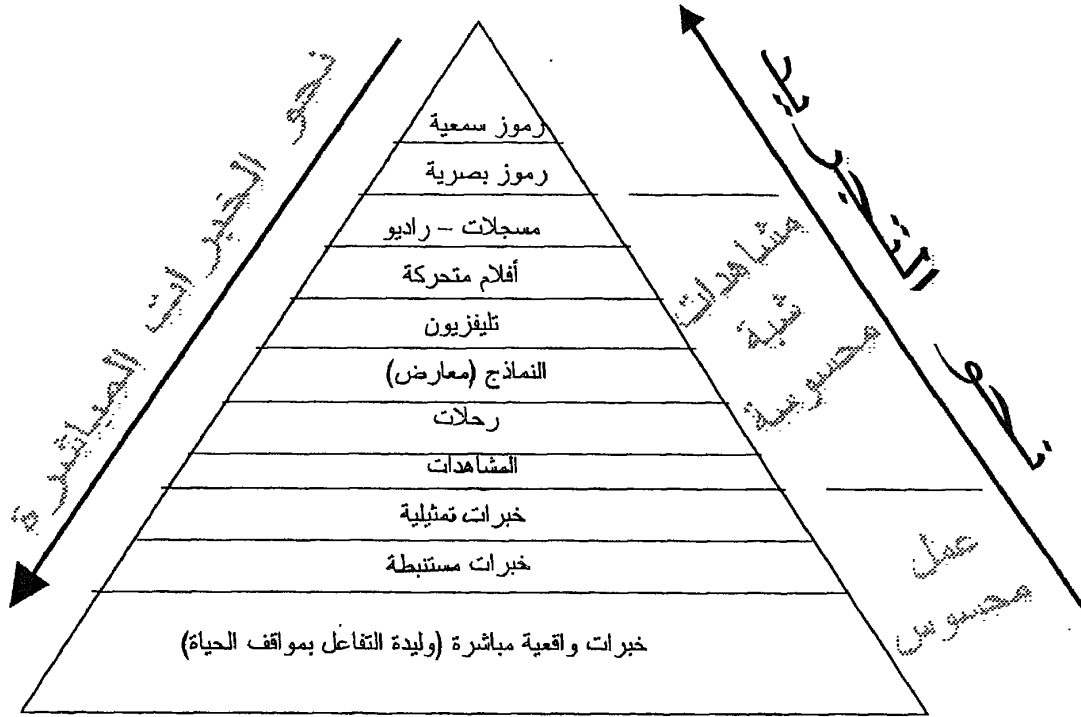 رموز سمعية
رموز بصرية
مسجلات – راديو
أفلام متحركة
تليفزيون
النماذج (معارض)
رحلات
المشاهدات
خبرات تمثيلية
خبرات مستنبطة
خبرات واقعية مباشرة (وليدة التفاعل بمواقف الحياة)
نحو التجريد
مشاهدات
شبة
محسوسة
عمل
محسوس
نحو الخبرات المباشرة